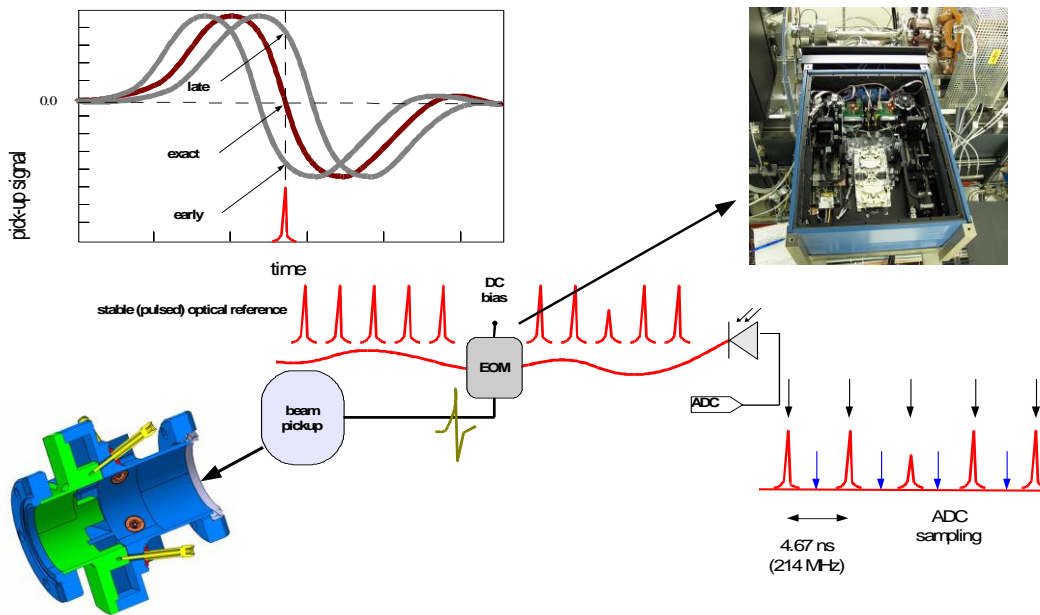 0.0
pick-up signal
late
exact
early
time
stable (pulsed) optical reference
DC
bias
EOM
beam
pickup
ADC
ADC
sampling
4.67 ns
(214 MHz)